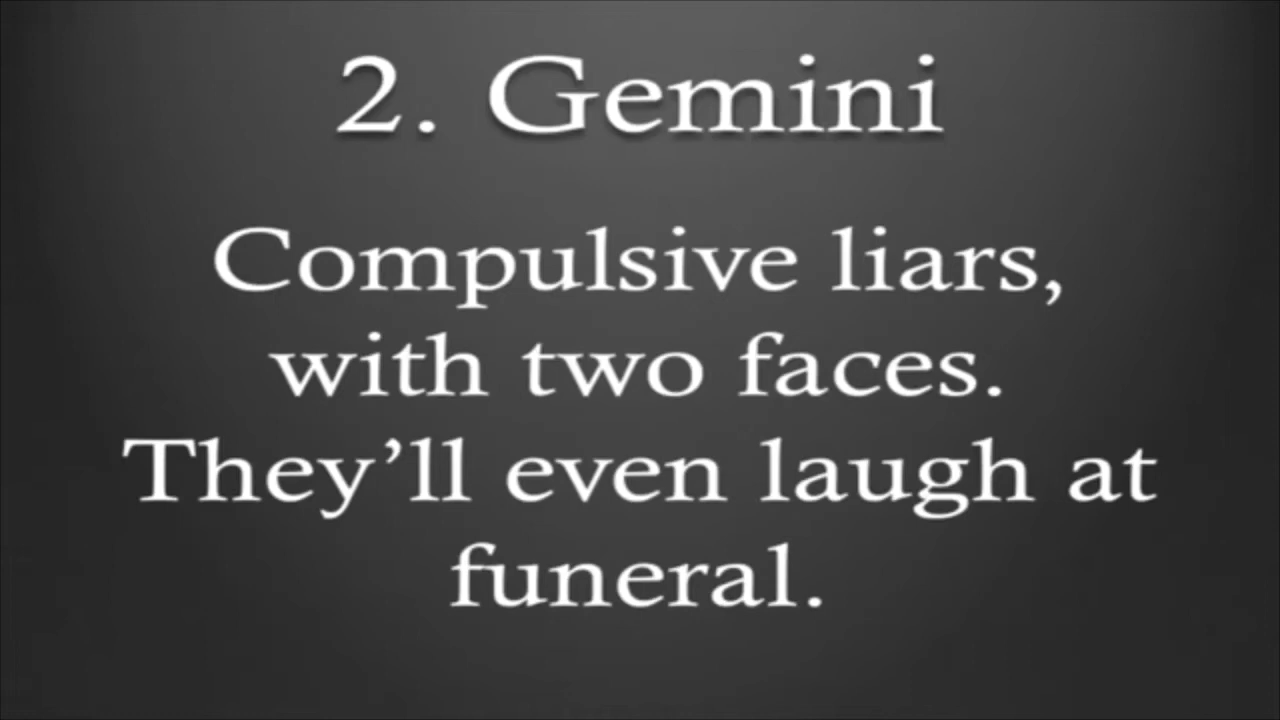 2. Gemini
Compulsive liars,
with two faces.
They’ll even laugh at
funeral.